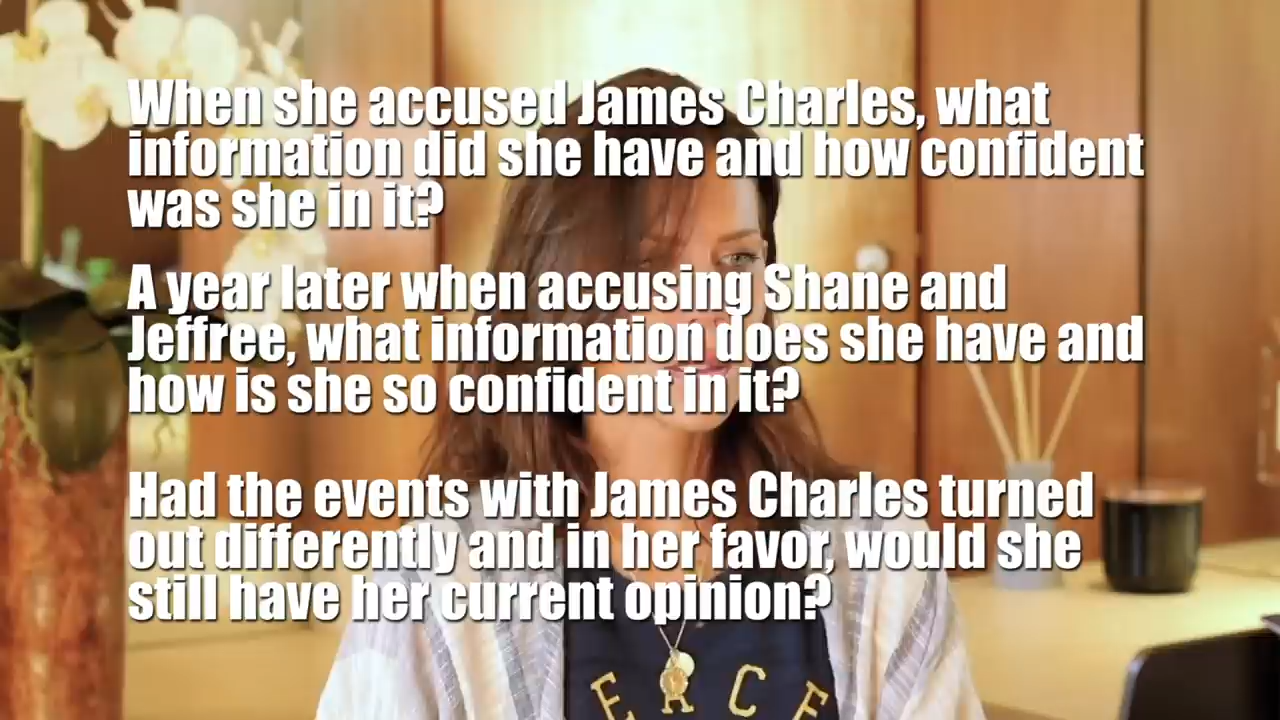 When she accused James Charles, what
information did she have and how confident
was she in it?
A year later when accusing Shane and
Jeffree, what information does she have and
how is she so confident in it?
Had the events with James Charles turned
out differently and in her favor, would she
still have her current opinion?